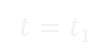 t = t₁